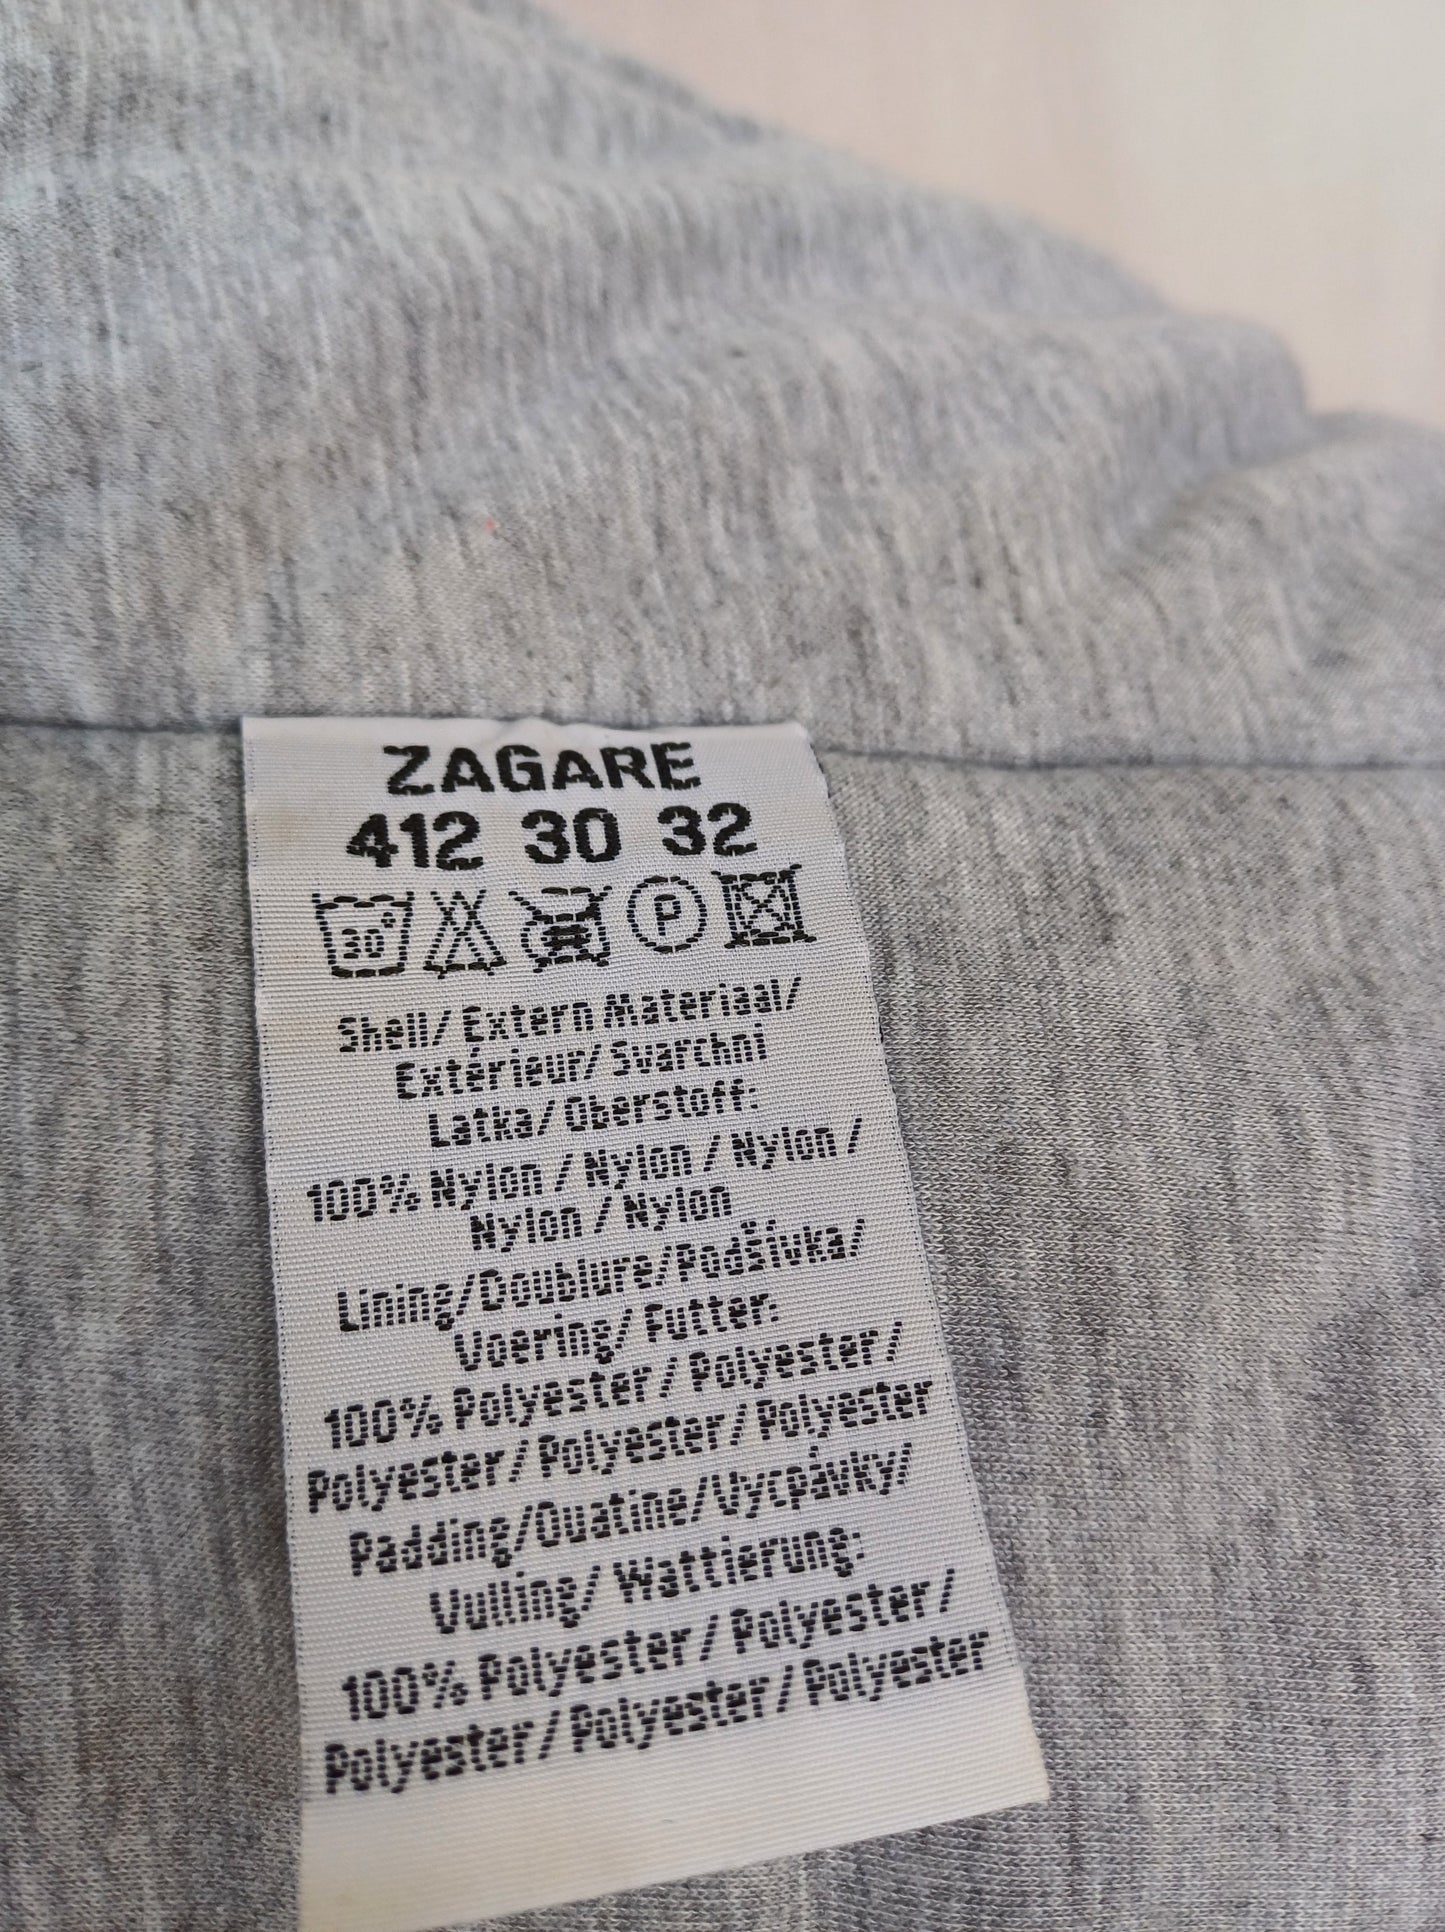 ZAGARE
412 30 32
30° P
Shell/Extern Materiaal/
Extérieur/Svarchni
Latka/Oberstoff:
100% Nylon / Nylon / Nylon /
Nylon / Nylon
Lining/Doublure/Podšívka/
Voering/Futter:
100% Polyester / Polyester /
Polyester / Polyester / Polyester
Padding/Ouatine/Vycpávky/
Vulling/ Wattierung:
100% Polyester / Polyester /
Polyester / Polyester / Polyester